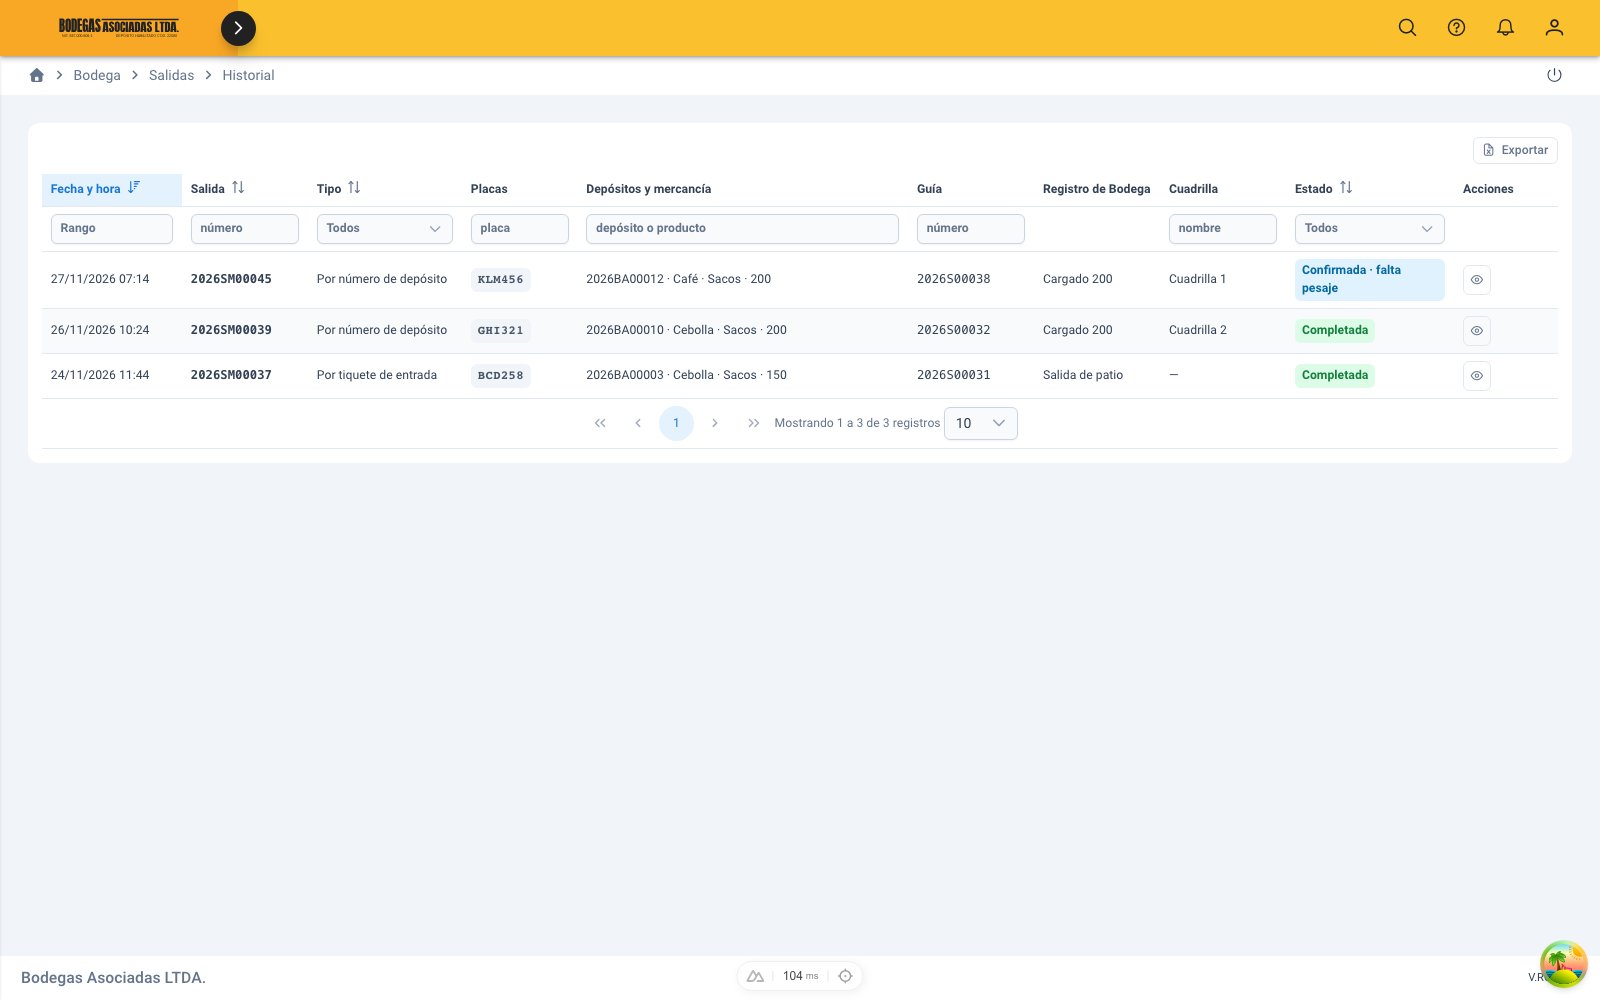 BODEGAS ASOCIADAS LTDA.
Bodega
Salidas
Historial
Exportar
Fecha y hora Salida Tipo Placas Depósitos y mercancía Guía Registro de Bodega Cuadrilla Estado Acciones
Rango número Todos placa depósito o producto número nombre Todos
27/11/2026 07:14 2026SM00045 Por número de depósito KLM456 2026BA00012 · Café · Sacos · 200 2026S00038 Cargado 200 Cuadrilla 1 Confirmada · falta
pesaje
26/11/2026 10:24 2026SM00039 Por número de depósito GHI321 2026BA00010 · Cebolla · Sacos · 200 2026S00032 Cargado 200 Cuadrilla 2 Completada
24/11/2026 11:44 2026SM00037 Por tiquete de entrada BCD258 2026BA00003 · Cebolla · Sacos · 150 2026S00031 Salida de patio — Completada
1 Mostrando 1 a 3 de 3 registros 10
Bodegas Asociadas LTDA.
104 ms